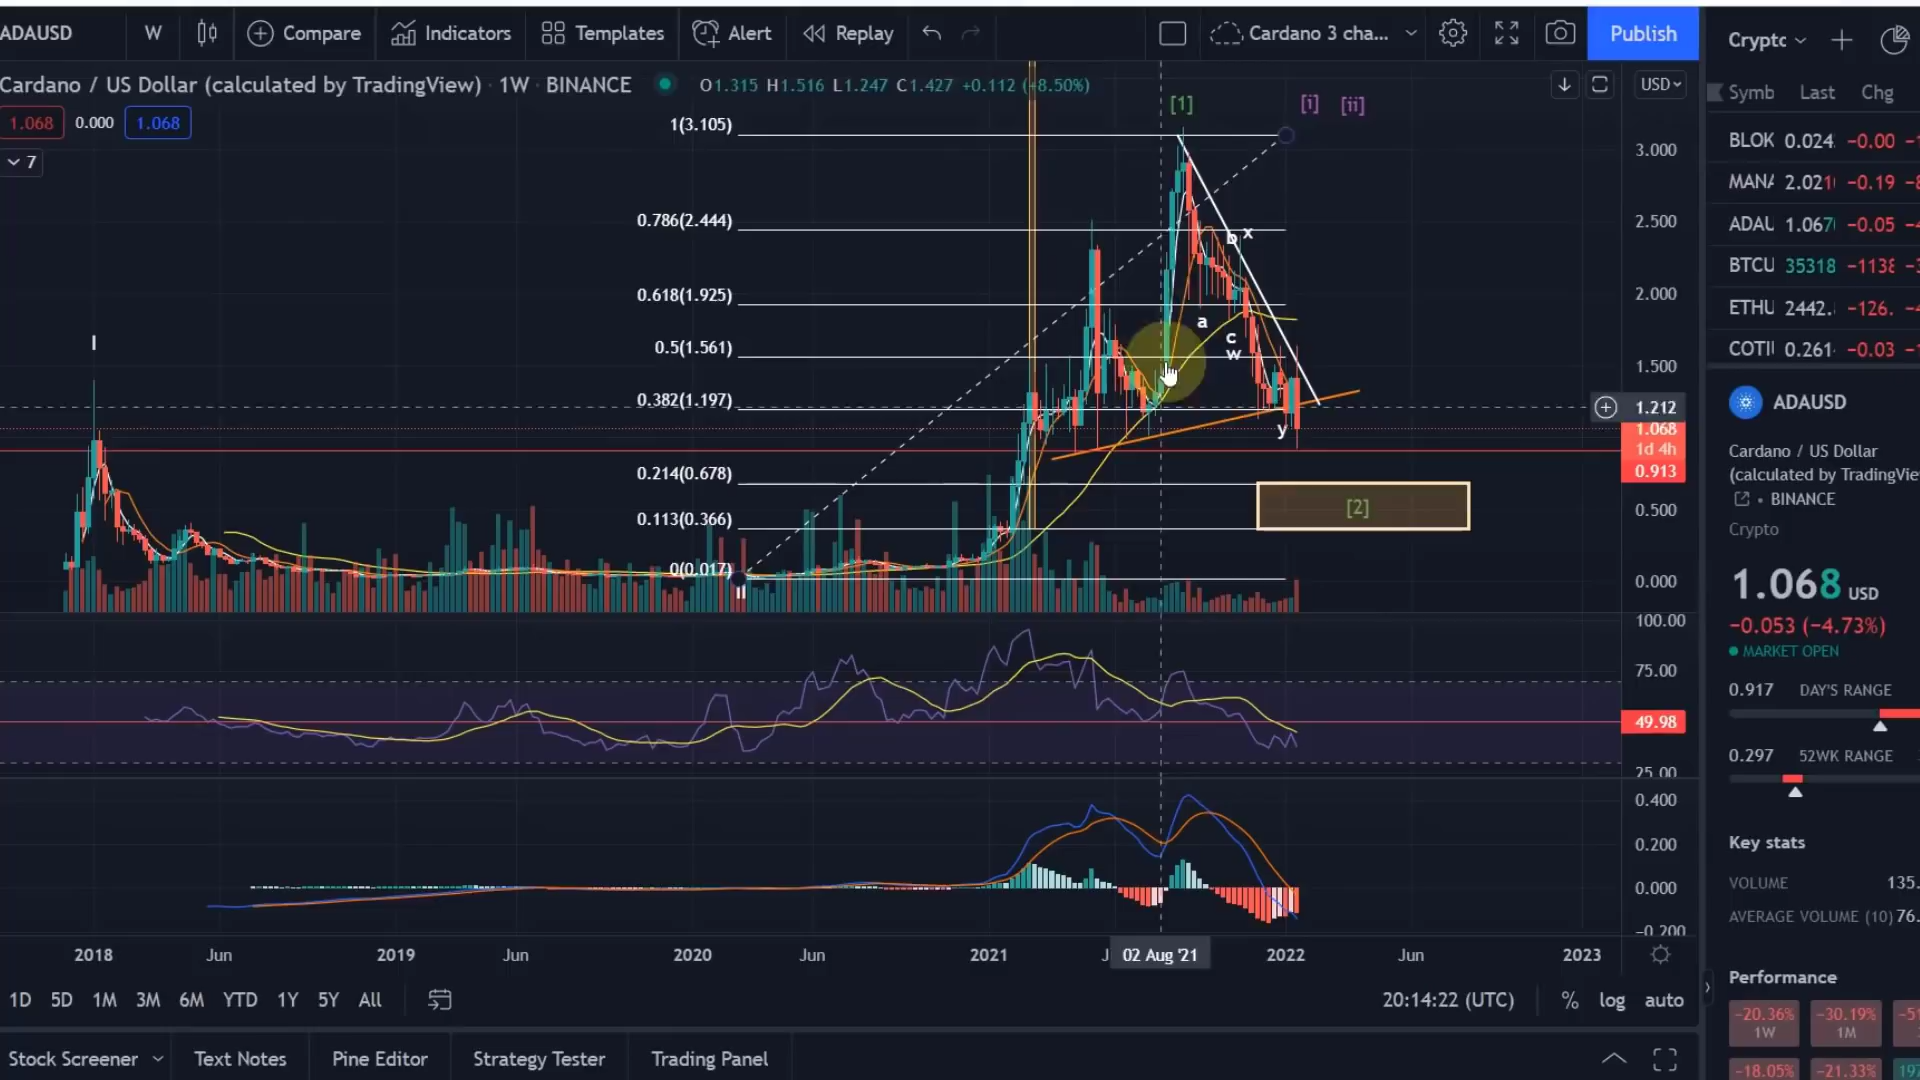 ADAUSD W Compare Indicators Templates Alert Replay Cardano 3 cha... Publish
Cardano / US Dollar (calculated by TradingView) · 1W · BINANCE O1.315 H1.516 L1.247 C1.427 +0.112 (+8.50%) USD
1.068 0.000 1.068
7
[1] [i] [ii]
1(3.105)
0.786(2.444)
0.618(1.925)
0.5(1.561)
0.382(1.197)
0.214(0.678)
0.113(0.366)
0(0.017)
I
II
b x
a
c
w
y
[2]
3.000
2.500
2.000
1.500
1.212
1.068
1d 4h
0.913
0.500
0.000
100.00
75.00
49.98
25.00
0.400
0.200
0.000
−0.200
2018 Jun 2019 Jun 2020 Jun 2021 02 Aug '21 2022 Jun 2023
1D 5D 1M 3M 6M YTD 1Y 5Y All 20:14:22 (UTC) % log auto
Stock Screener Text Notes Pine Editor Strategy Tester Trading Panel
Crypto
Symb Last Chg
BLOK 0.024 −0.00
MANA 2.021 −0.19
ADAU 1.067 −0.05
BTCU 35318 −1138
ETHU 2442. −126.
COTI 0.261 −0.03
ADAUSD
Cardano / US Dollar
(calculated by TradingVie
• BINANCE
Crypto
1.068 USD
−0.053 (−4.73%)
MARKET OPEN
0.917 DAY'S RANGE
0.297 52WK RANGE
Key stats
VOLUME 135.
AVERAGE VOLUME (10) 76.
Performance
−20.36% −30.19%
1W 1M
−18.05% −21.33%